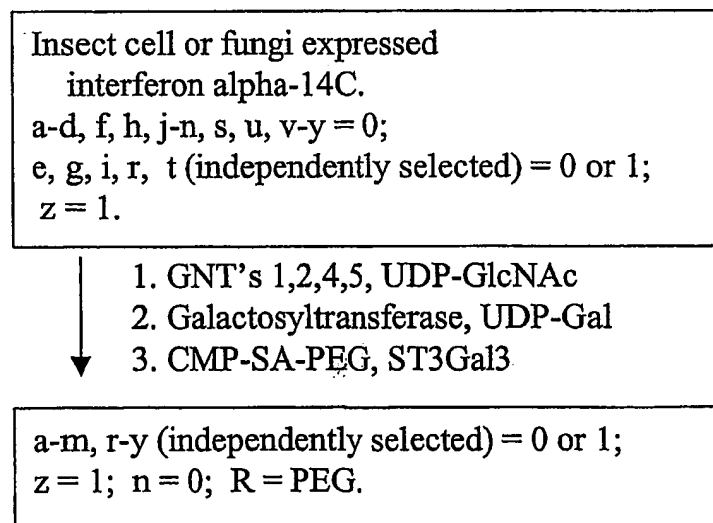 Insect cell or fungi expressed
interferon alpha-14C.
a-d, f, h, j-n, s, u, v-y = 0;
e, g, i, r, t (independently selected) = 0 or 1;
z = 1.
1. GNT's 1,2,4,5, UDP-GlcNAc
2. Galactosyltransferase, UDP-Gal
3. CMP-SA-PEG, ST3Gal3
a-m, r-y (independently selected) = 0 or 1;
z = 1; n = 0; R = PEG.